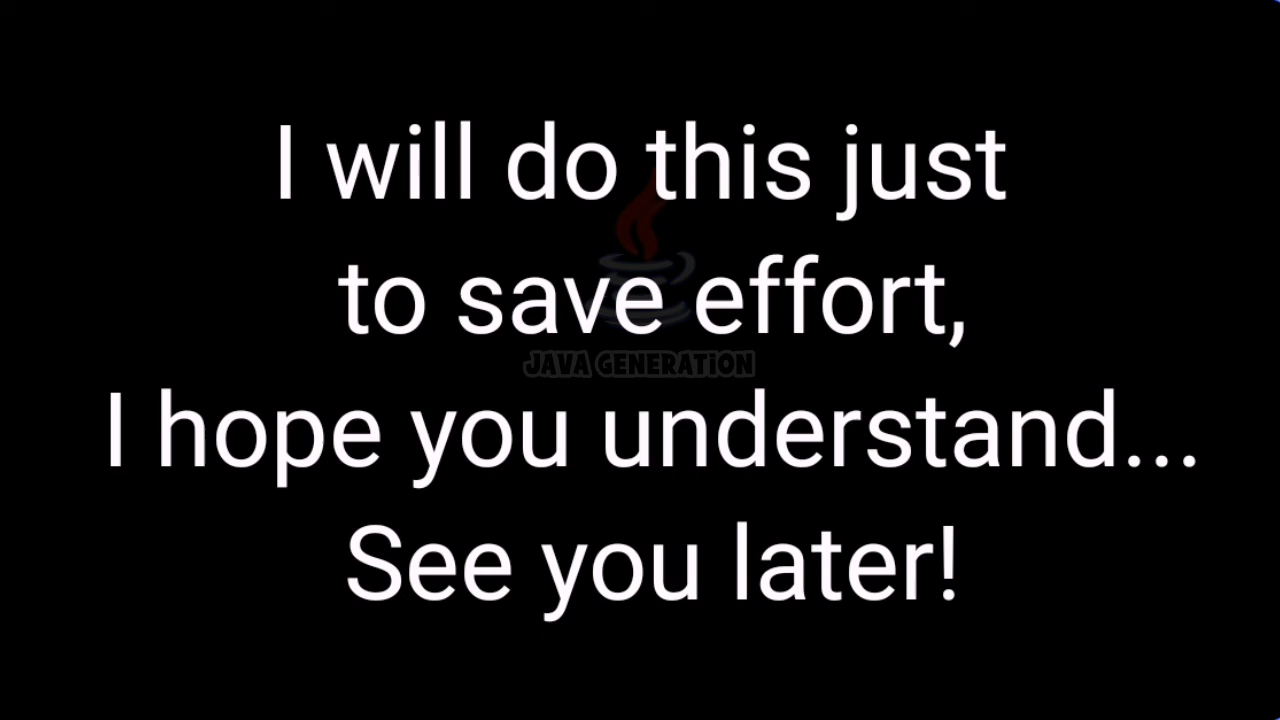 I will do this just
to save effort,
JAVA GENERATION
I hope you understand...
See you later!